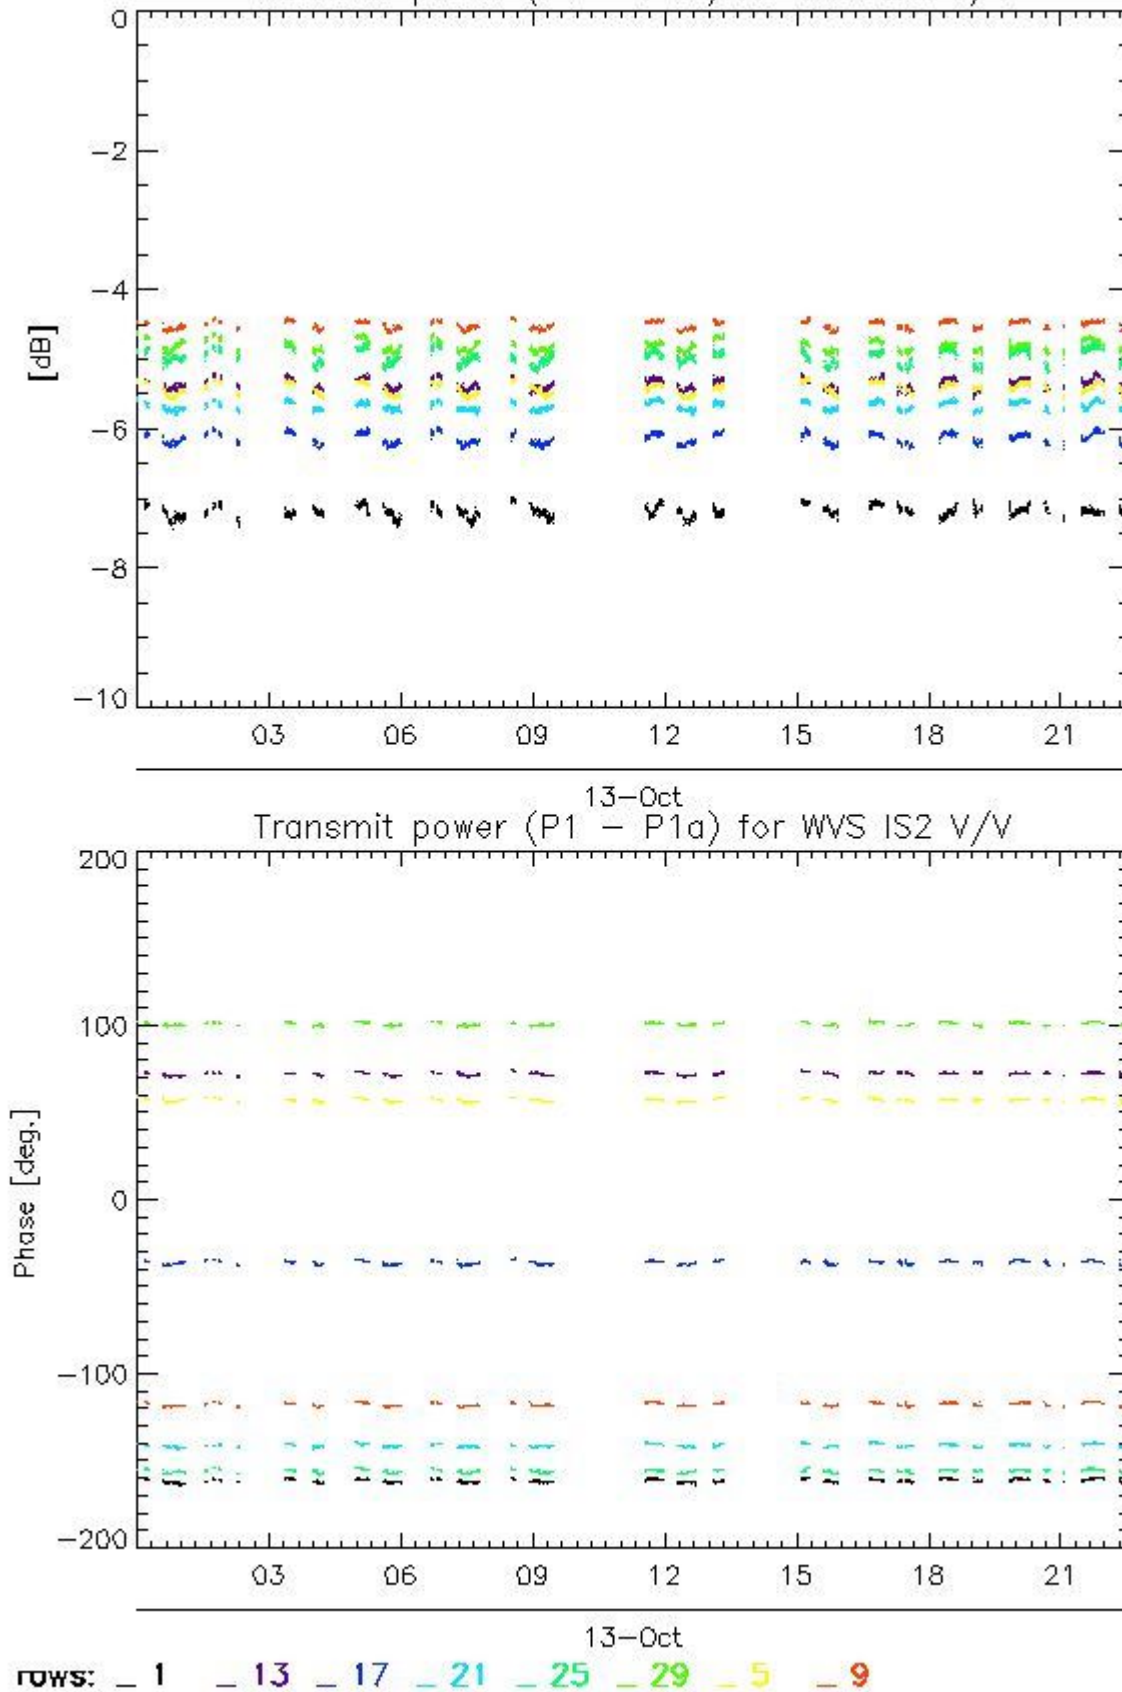 0
−2
−4
[dB]
−6
−8
−10
03 06 09 12 15 18 21
13−Oct
Transmit power (P1 − P1a) for WVS IS2 V/V
200
100
Phase [deg.]
0
−100
−200
03 06 09 12 15 18 21
13−Oct
rows: _ 1 _ 13 _ 17 _ 21 _ 25 _ 29 _ 5 _ 9